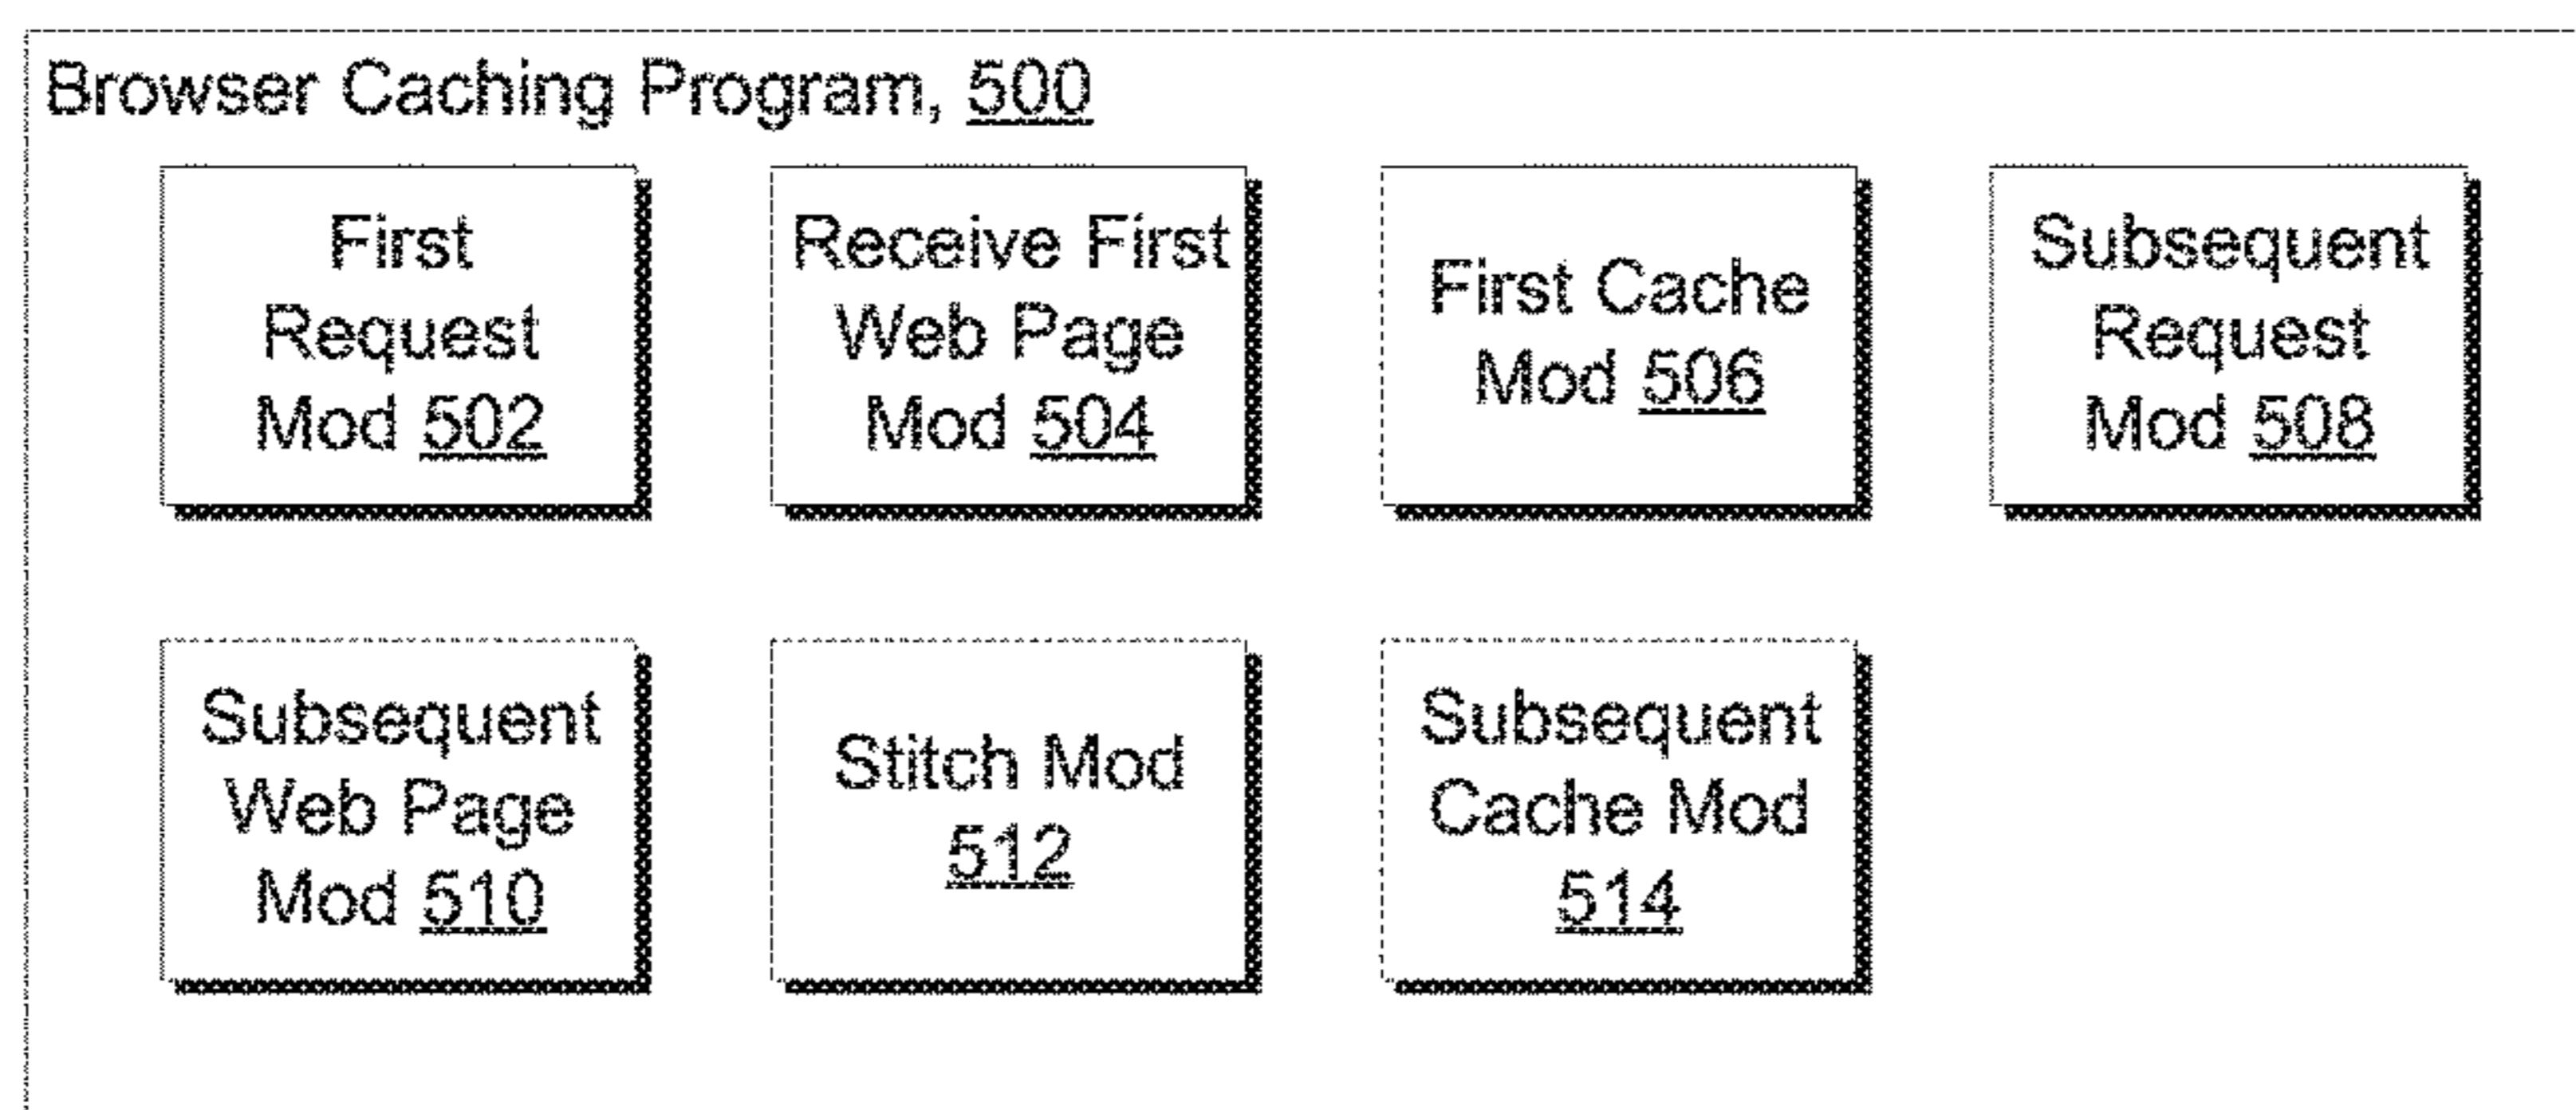 Browser Caching Program, 500
First
Request
Mod 502
Receive First
Web Page
Mod 504
First Cache
Mod 506
Subsequent
Request
Mod 508
Subsequent
Web Page
Mod 510
Stitch Mod
512
Subsequent
Cache Mod
514